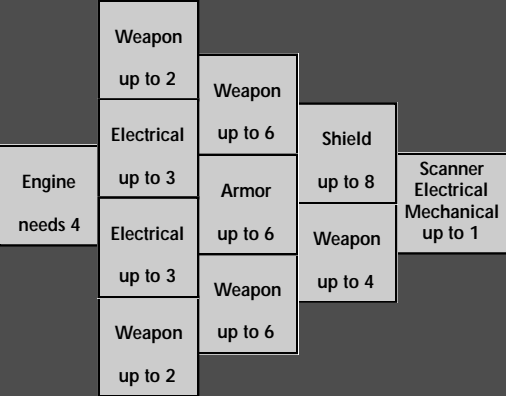 Engine
needs 4
Weapon
up to 2
Electrical
up to 3
Electrical
up to 3
Weapon
up to 2
Weapon
up to 6
Armor
up to 6
Weapon
up to 6
Shield
up to 8
Weapon
up to 4
Scanner
Electrical
Mechanical
up to 1